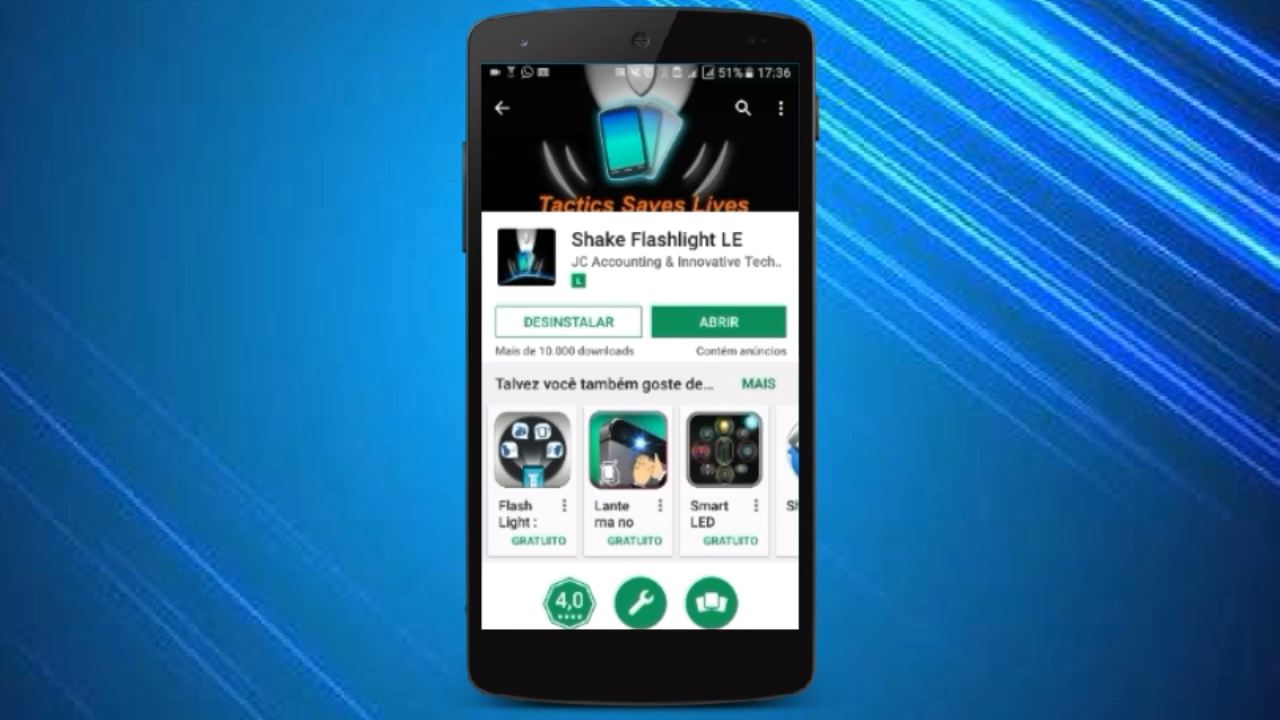 51% 17:36
Tactics Saves Lives
Shake Flashlight LE
JC Accounting & Innovative Tech..
L
DESINSTALAR
ABRIR
Mais de 10.000 downloads
Contém anúncios
Talvez você também goste de...
MAIS
Flash
Light :
GRATUITO
Lante
rna no
GRATUITO
Smart
LED
GRATUITO
4,0